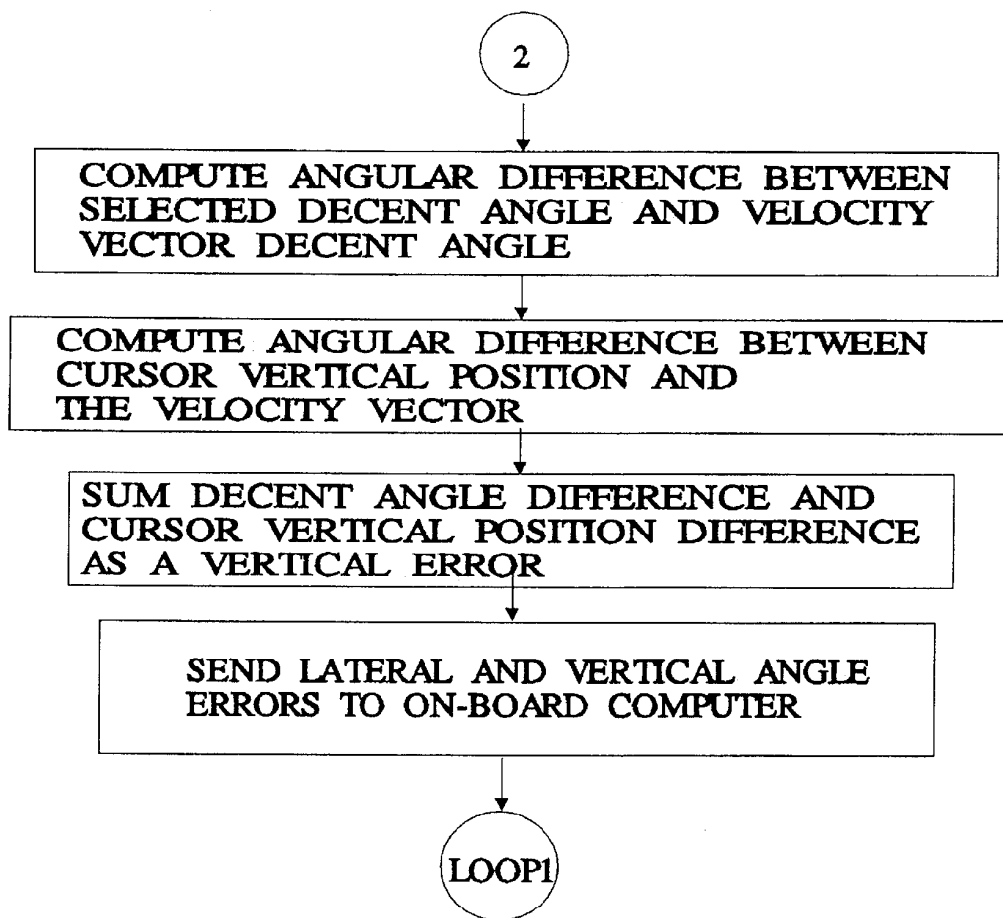 2
COMPUTE ANGULAR DIFFERENCE BETWEEN
SELECTED DECENT ANGLE AND VELOCITY
VECTOR DECENT ANGLE
COMPUTE ANGULAR DIFFERENCE BETWEEN
CURSOR VERTICAL POSITION AND
THE VELOCITY VECTOR
SUM DECENT ANGLE DIFFERENCE AND
CURSOR VERTICAL POSITION DIFFERENCE
AS A VERTICAL ERROR
SEND LATERAL AND VERTICAL ANGLE
ERRORS TO ON-BOARD COMPUTER
LOOP1